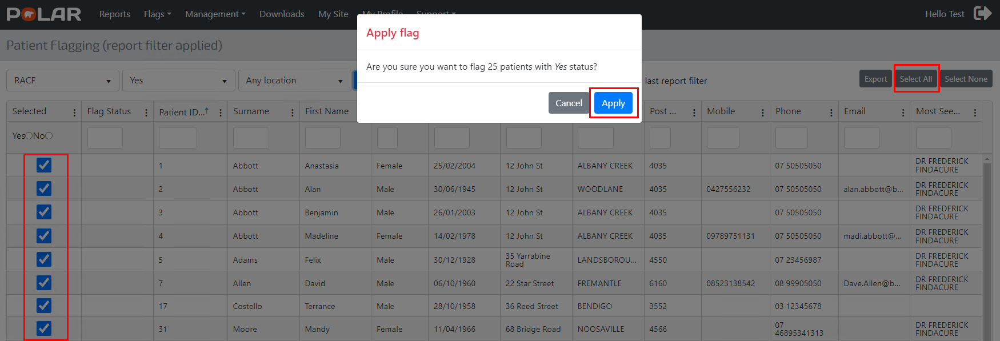 POLAR Reports Flags Management Downloads My Site My Profile Support Hello Test
Patient Flagging (report filter applied)
Apply flag
Are you sure you want to flag 25 patients with Yes status?
Cancel Apply
RACF Yes Any location last report filter Export Select All Select None
Selected Flag Status Patient ID... Surname First Name Post ... Mobile Phone Email Most See...
Yes No
1 Abbott Anastasia Female 25/02/2004 12 John St ALBANY CREEK 4035 07 50505050 DR FREDERICK
FINDACURE
2 Abbott Alan Male 30/06/1945 12 John St WOODLANE 4035 0427556232 07 50505050 alan.abbott@b... DR FREDERICK
FINDACURE
3 Abbott Benjamin Male 26/01/2003 12 John St ALBANY CREEK 4035 07 50505050 DR FREDERICK
FINDACURE
4 Abbott Madeline Female 14/02/1978 12 John St ALBANY CREEK 4035 09789751131 07 50505050 madi.abbott@... DR FREDERICK
FINDACURE
5 Adams Felix Male 30/12/1928 35 Yarrabine LANDSBOROU... 4550 07 23456987 DR FREDERICK
Road FINDACURE
7 Allen David Male 06/10/1960 22 Star Street FREMANTLE 6160 08523138542 08 99905050 Dave.Allen@b... DR FREDERICK
FINDACURE
17 Costello Terrance Male 28/10/1958 36 Reed Street BENDIGO 3552 03 12345678
31 Moore Mandy Female 11/04/1966 68 Bridge Road NOOSAVILLE 4566 07 DR FREDERICK
46895341313 FINDACURE